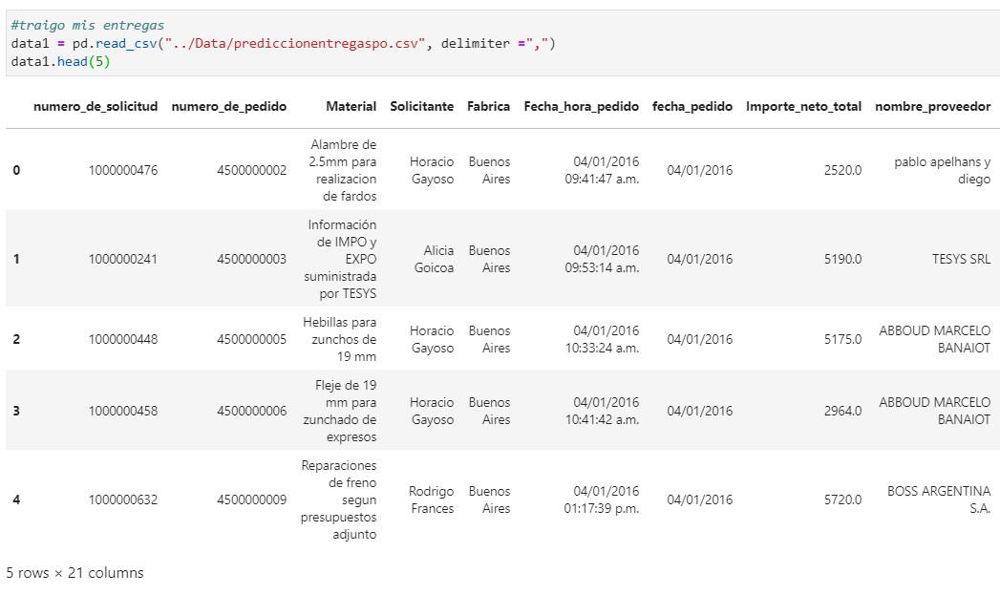 #traigo mis entregas
data1 = pd.read_csv("../Data/prediccionentregaspo.csv", delimiter =",")
data1.head(5)
numero_de_solicitud numero_de_pedido Material Solicitante Fabrica Fecha_hora_pedido fecha_pedido Importe_neto_total nombre_proveedor
0 1000000476 4500000002 Alambre de 2.5mm para realizacion de fardos Horacio Gayoso Buenos Aires 04/01/2016 09:41:47 a.m. 04/01/2016 2520.0 pablo apelhans y diego
1 1000000241 4500000003 Información de IMPO y EXPO suministrada por TESYS Alicia Goicoa Buenos Aires 04/01/2016 09:53:14 a.m. 04/01/2016 5190.0 TESYS SRL
2 1000000448 4500000005 Hebillas para zunchos de 19 mm Horacio Gayoso Buenos Aires 04/01/2016 10:33:24 a.m. 04/01/2016 5175.0 ABBOUD MARCELO BANAIOT
3 1000000458 4500000006 Fleje de 19 mm para zunchado de expresos Horacio Gayoso Buenos Aires 04/01/2016 10:41:42 a.m. 04/01/2016 2964.0 ABBOUD MARCELO BANAIOT
4 1000000632 4500000009 Reparaciones de freno segun presupuestos adjunto Rodrigo Frances Buenos Aires 04/01/2016 01:17:39 p.m. 04/01/2016 5720.0 BOSS ARGENTINA S.A.
5 rows × 21 columns